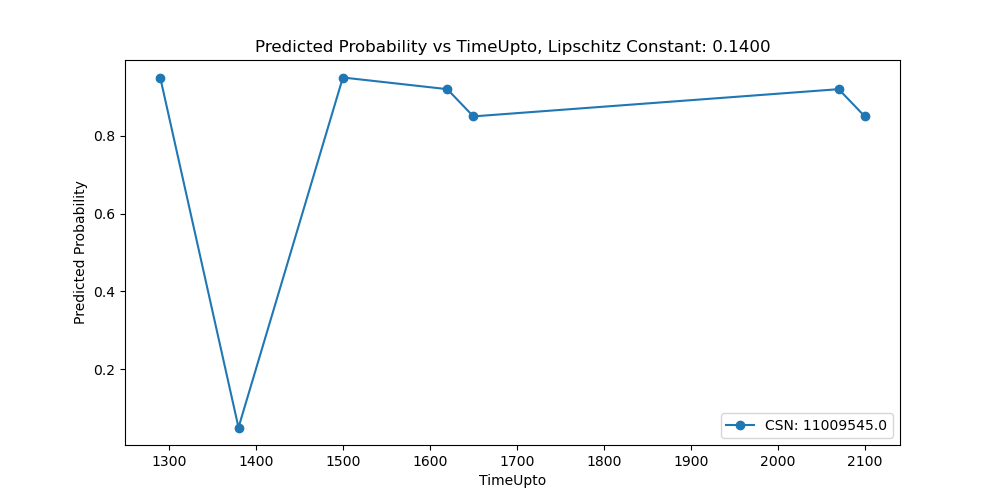 Predicted Probability vs TimeUpto, Lipschitz Constant: 0.1400
Predicted Probability
0.8
0.6
0.4
0.2
CSN: 11009545.0
1300 1400 1500 1600 1700 1800 1900 2000 2100
TimeUpto